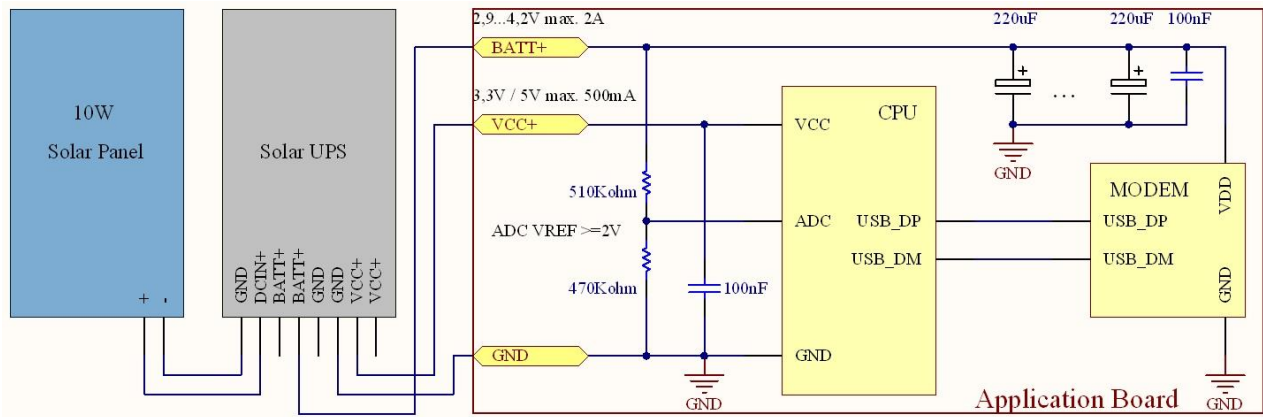 2,9...4,2V max. 2A
220uF
220uF
100nF
BATT+
+
+
...
10W
Solar Panel
Solar UPS
3,3V / 5V max. 500mA
VCC+
VCC
CPU
GND
MODEM
VDD
510Kohm
ADC VREF >=2V
ADC
USB_DP
USB_DP
USB_DM
USB_DM
470Kohm
100nF
+
-
GND
DCIN+
BATT+
BATT+
GND
GND
VCC+
VCC+
GND
GND
GND
GND
GND
Application Board